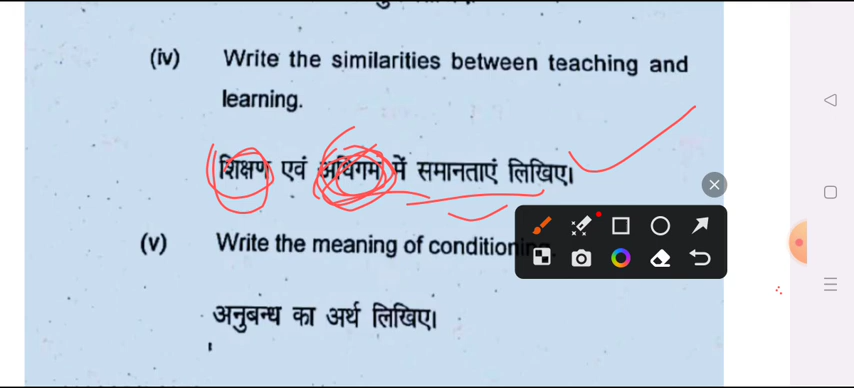 (iv) Write the similarities between teaching and
learning.
शिक्षण एवं अधिगम में समानताएं लिखिए।
(v) Write the meaning of conditioning
अनुबन्ध का अर्थ लिखिए।